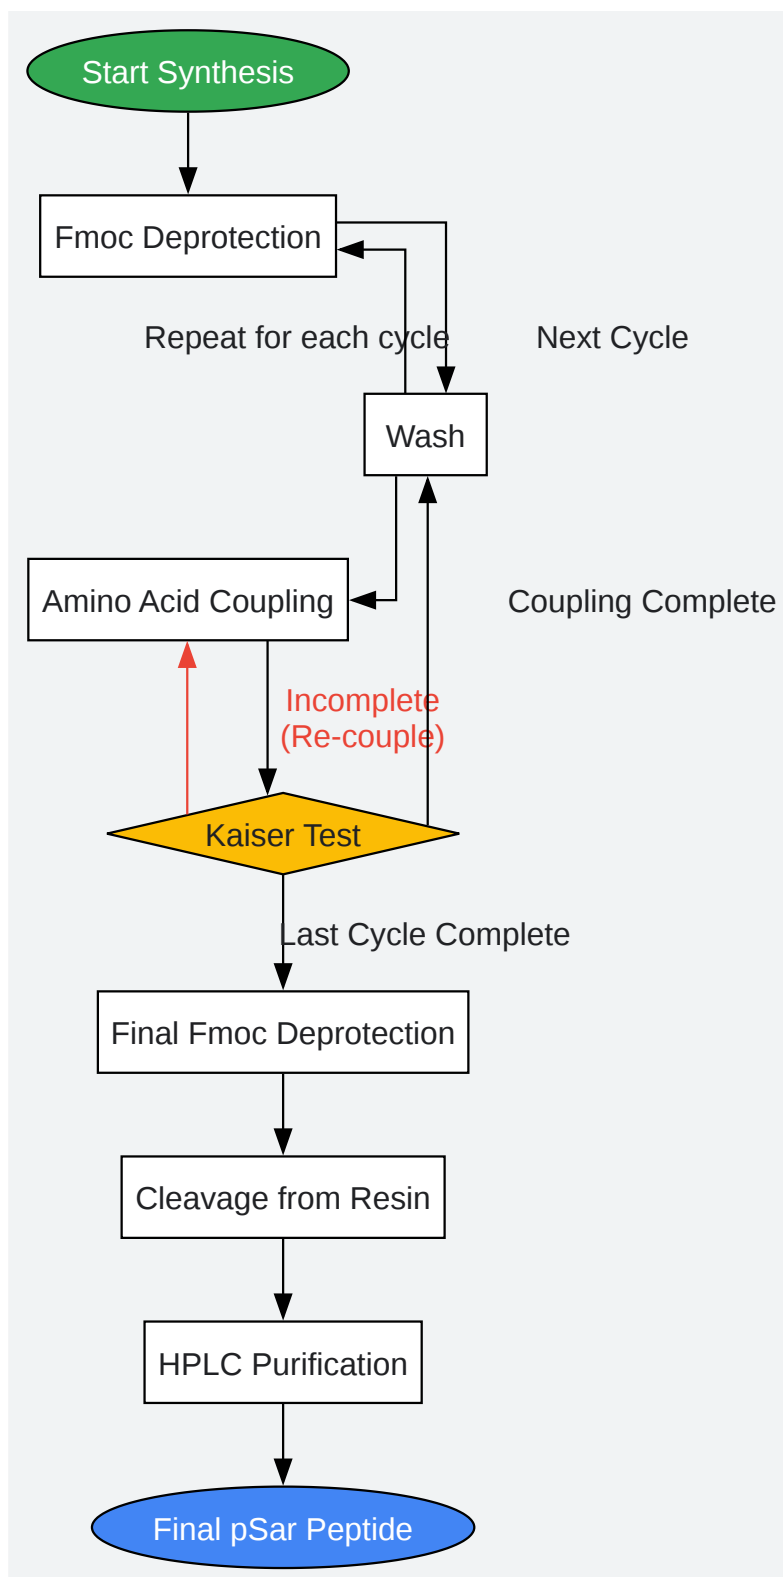 Start Synthesis
Fmoc Deprotection
Repeat for each cycle
Next Cycle
Wash
Amino Acid Coupling
Coupling Complete
Incomplete
(Re-couple)
Kaiser Test
Last Cycle Complete
Final Fmoc Deprotection
Cleavage from Resin
HPLC Purification
Final pSar Peptide